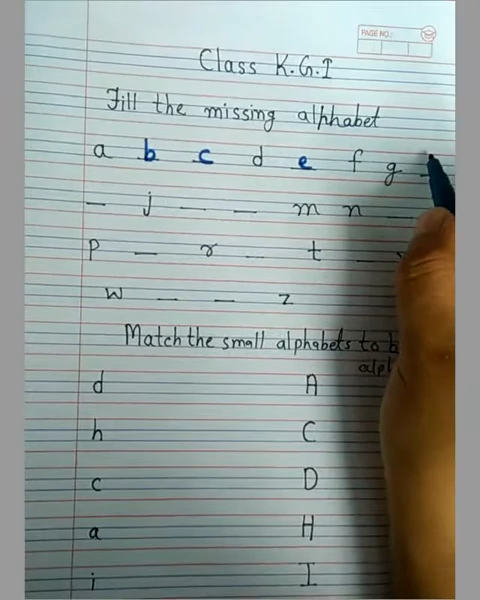 PAGE NO.:
Class K.G.I
Fill the missing alphabet
a b c d e f g
_ j _ _ m n _
p _ r _ t _
w _ _ z
Match the small alphabets to
d A
h C
c D
a H
i I